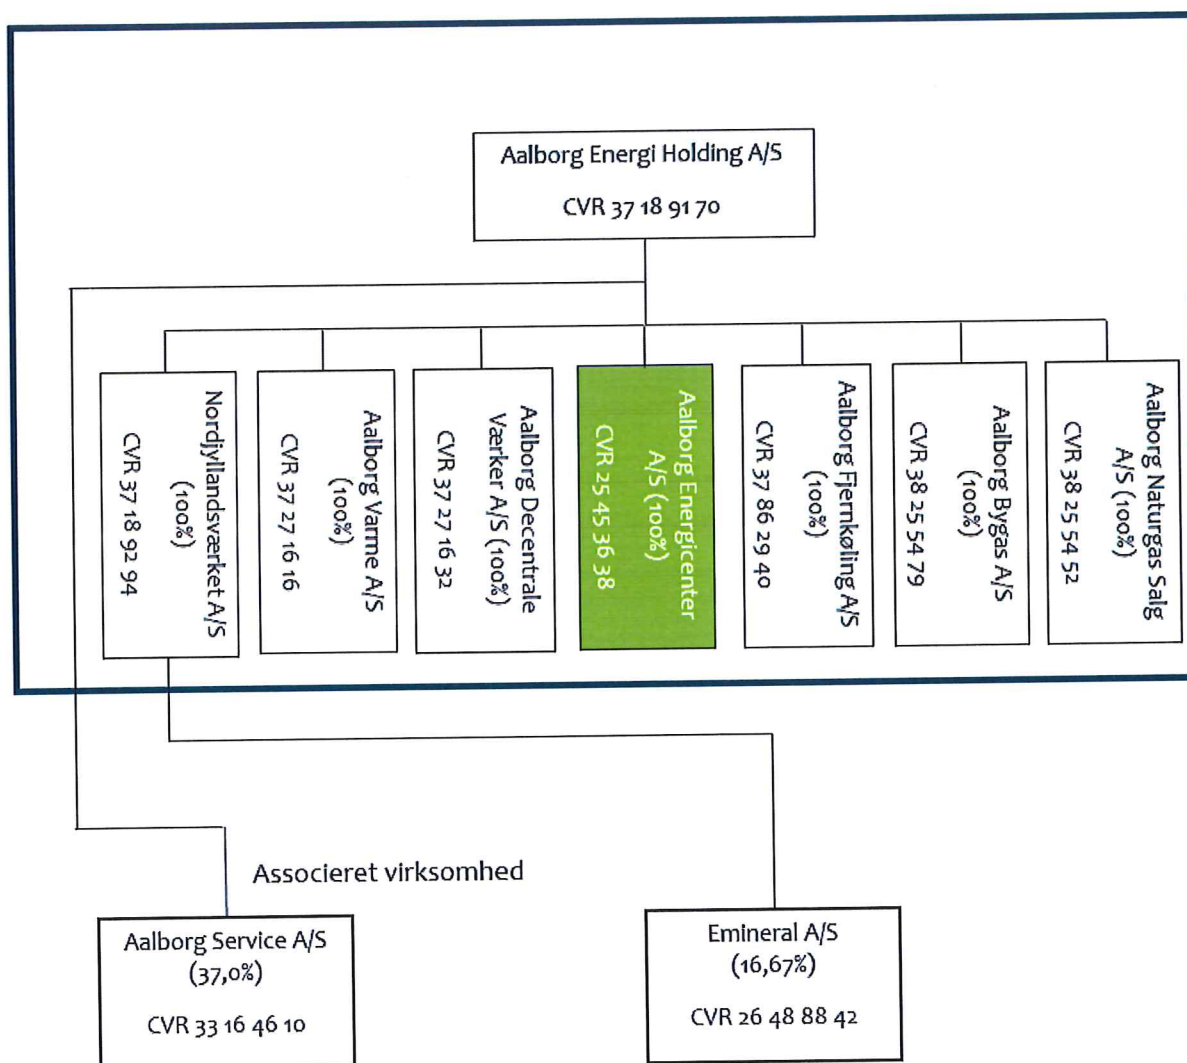 Aalborg Energi Holding A/S
CVR 37 18 91 70
Nordjyllandsværket A/S
(100%)
CVR 37 18 92 94
Aalborg Varme A/S
(100%)
CVR 37 27 16 16
Aalborg Decentrale
Værker A/S (100%)
CVR 37 27 16 32
Aalborg Energicenter
A/S (100%)
CVR 25 45 36 38
Aalborg Fjernkøling A/S
(100%)
CVR 37 86 29 40
Aalborg Bygas A/S
(100%)
CVR 38 25 54 79
Aalborg Naturgas Salg
A/S (100%)
CVR 38 25 54 52
Associeret virksomhed
Aalborg Service A/S
(37,0%)
CVR 33 16 46 10
Emineral A/S
(16,67%)
CVR 26 48 88 42